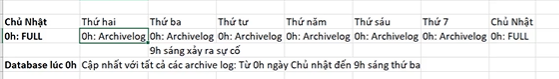 Chủ Nhật Thứ hai Thứ ba Thứ tư Thứ năm Thứ sáu Thứ 7 Chủ Nhật
0h: FULL 0h: Archivelog 0h: Archivelog 0h: Archivelog 0h: Archivelog 0h: Archivelog 0h: Archivelog 0h: FULL
9h sáng xảy ra sự cố
Database lúc 0h Cập nhật với tất cả các archive log: Từ 0h ngày Chủ nhật đến 9h sáng thứ ba